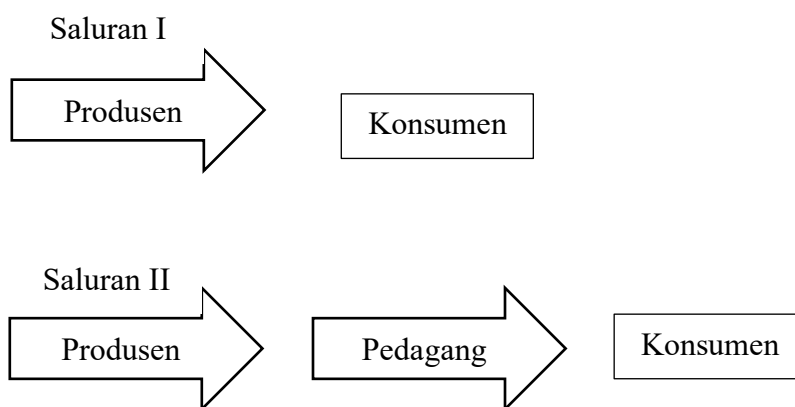 Saluran I
Produsen
Konsumen
Saluran II
Produsen
Pedagang
Konsumen